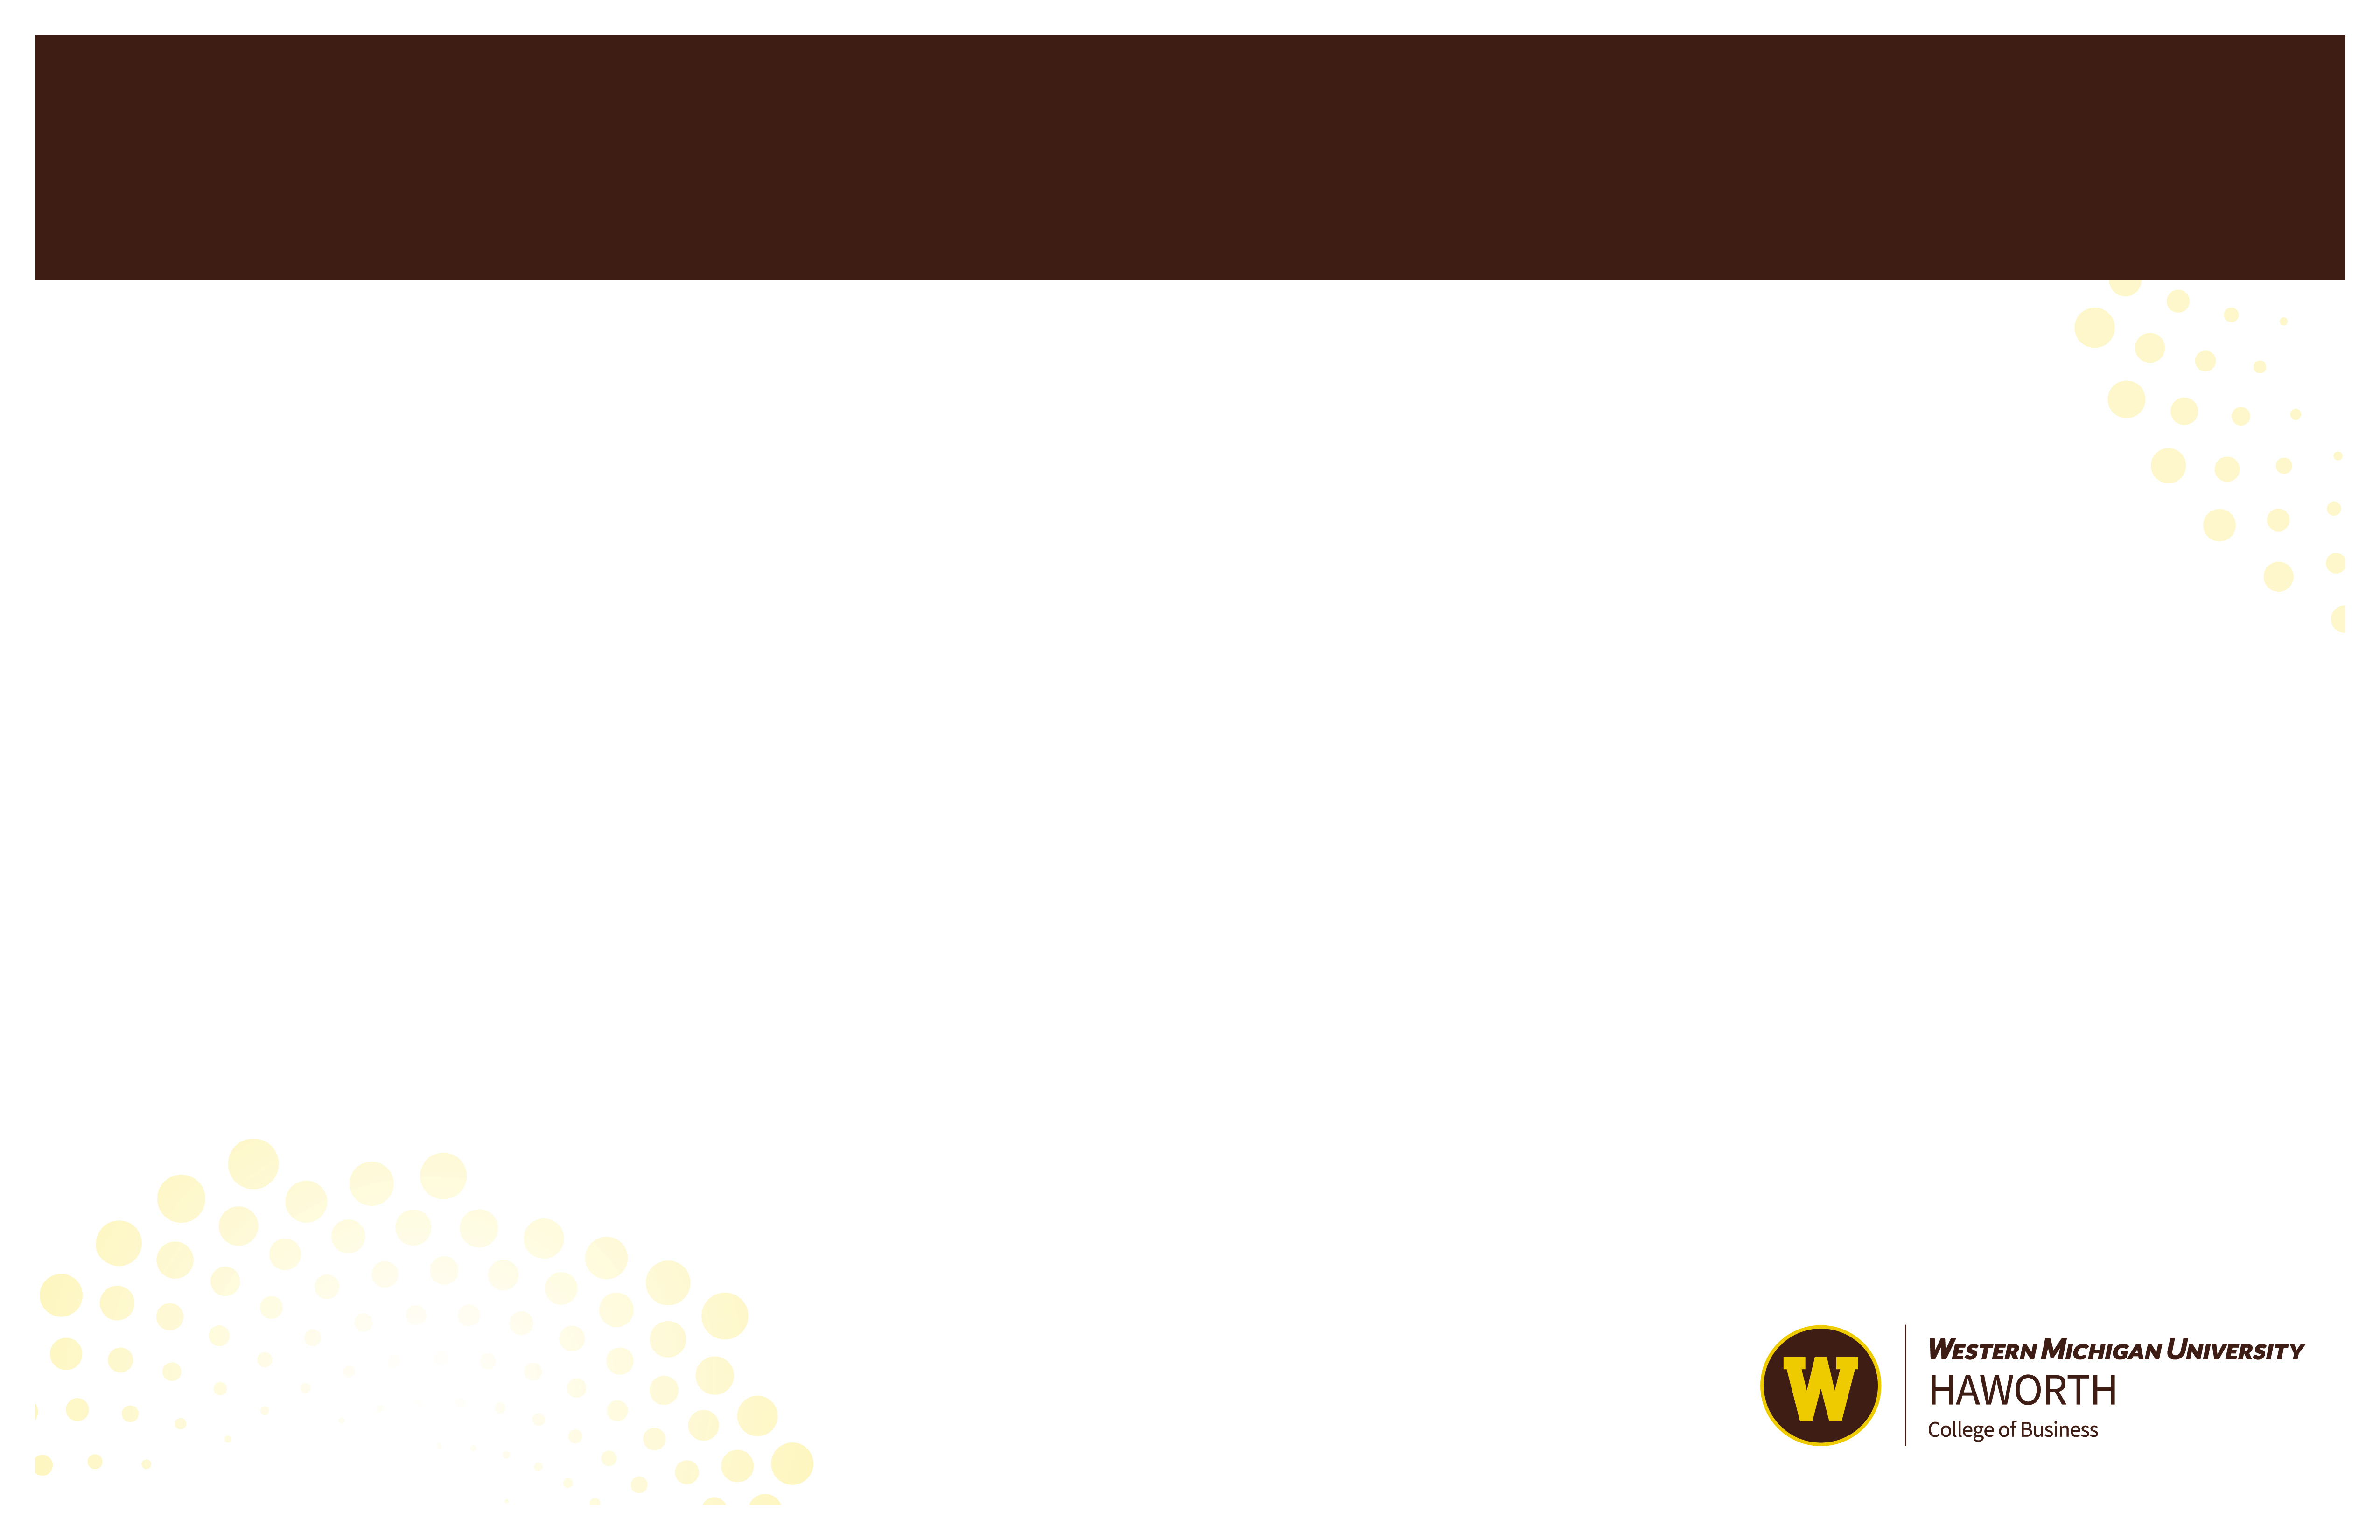 W
WESTERN MICHIGAN UNIVERSITY
HAWORTH
College of Business